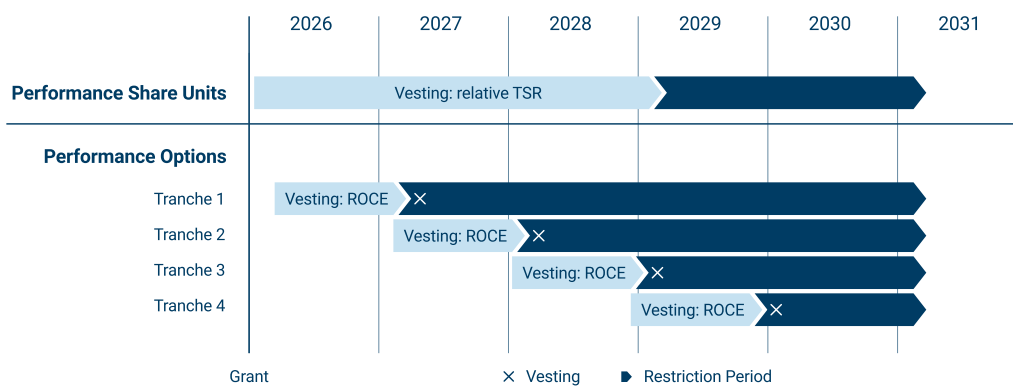 2026 2027 2028 2029 2030 2031
Performance Share Units Vesting: relative TSR
Performance Options
Tranche 1 Vesting: ROCE ×
Tranche 2 Vesting: ROCE ×
Tranche 3 Vesting: ROCE ×
Tranche 4 Vesting: ROCE ×
Grant × Vesting Restriction Period